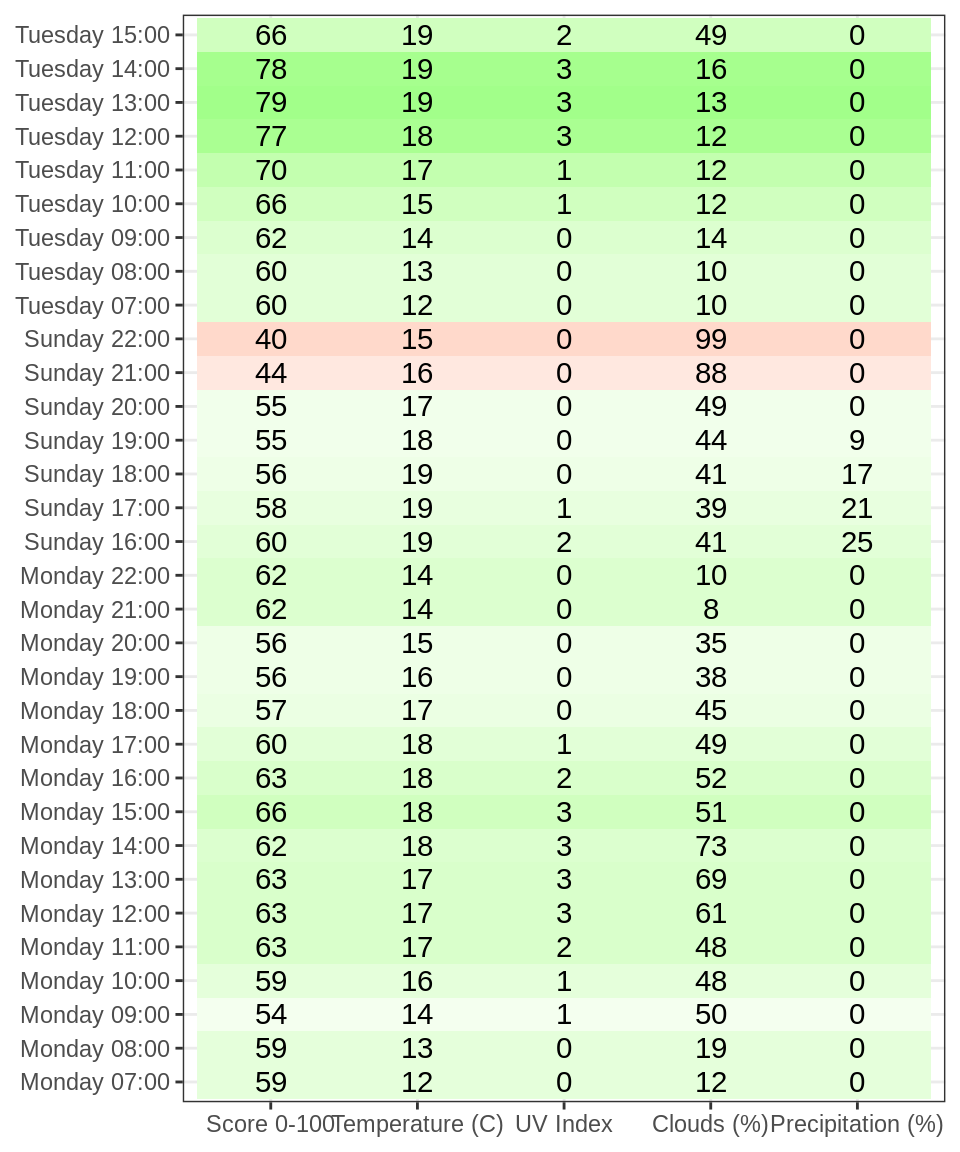 Tuesday 15:00 66 19 2 49 0
Tuesday 14:00 78 19 3 16 0
Tuesday 13:00 79 19 3 13 0
Tuesday 12:00 77 18 3 12 0
Tuesday 11:00 70 17 1 12 0
Tuesday 10:00 66 15 1 12 0
Tuesday 09:00 62 14 0 14 0
Tuesday 08:00 60 13 0 10 0
Tuesday 07:00 60 12 0 10 0
Sunday 22:00 40 15 0 99 0
Sunday 21:00 44 16 0 88 0
Sunday 20:00 55 17 0 49 0
Sunday 19:00 55 18 0 44 9
Sunday 18:00 56 19 0 41 17
Sunday 17:00 58 19 1 39 21
Sunday 16:00 60 19 2 41 25
Monday 22:00 62 14 0 10 0
Monday 21:00 62 14 0 8 0
Monday 20:00 56 15 0 35 0
Monday 19:00 56 16 0 38 0
Monday 18:00 57 17 0 45 0
Monday 17:00 60 18 1 49 0
Monday 16:00 63 18 2 52 0
Monday 15:00 66 18 3 51 0
Monday 14:00 62 18 3 73 0
Monday 13:00 63 17 3 69 0
Monday 12:00 63 17 3 61 0
Monday 11:00 63 17 2 48 0
Monday 10:00 59 16 1 48 0
Monday 09:00 54 14 1 50 0
Monday 08:00 59 13 0 19 0
Monday 07:00 59 12 0 12 0
Score 0-100 Temperature (C) UV Index Clouds (%) Precipitation (%)